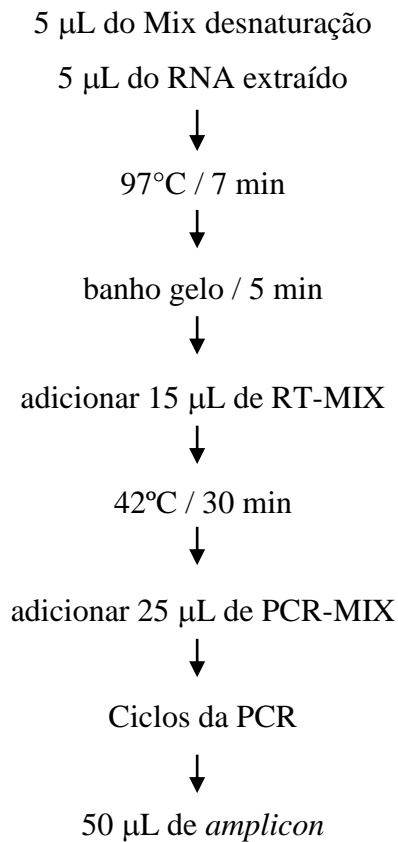 5 µL do Mix desnaturação
5 µL do RNA extraído
97°C / 7 min
banho gelo / 5 min
adicionar 15 µL de RT-MIX
42ºC / 30 min
adicionar 25 µL de PCR-MIX
Ciclos da PCR
50 µL de amplicon